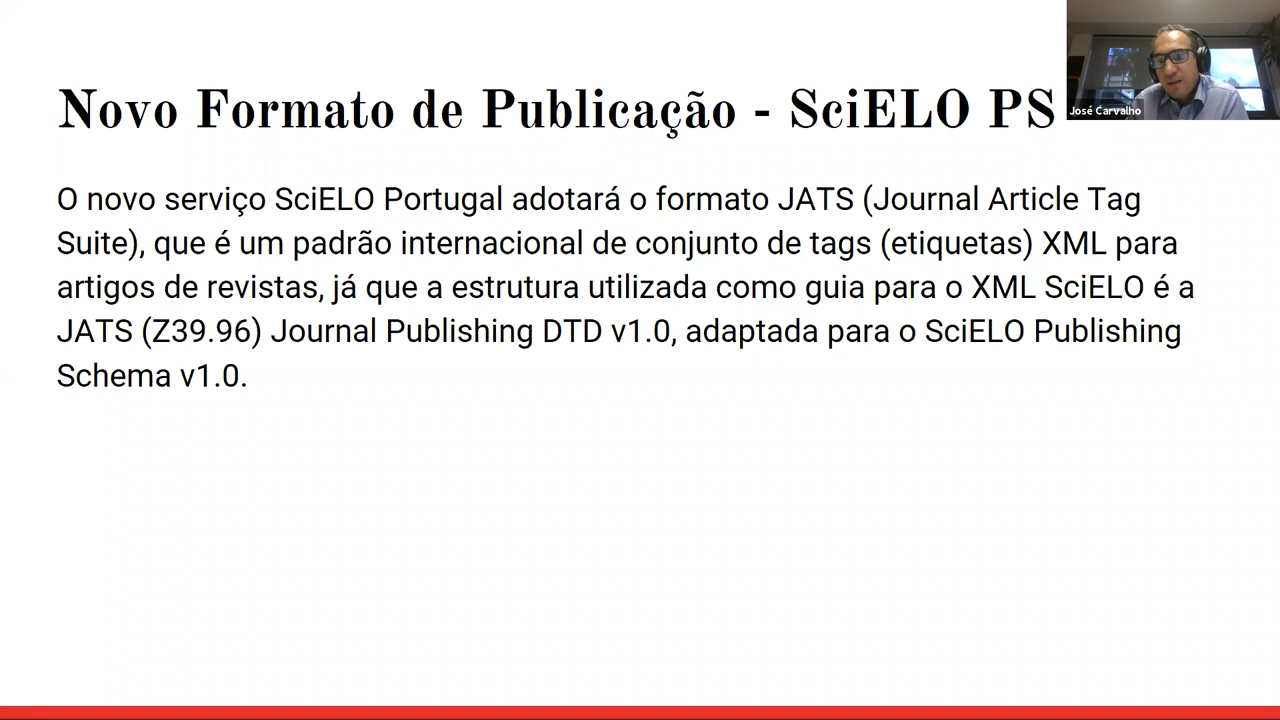 Novo Formato de Publicação - SciELO PS
José Carvalho
O novo serviço SciELO Portugal adotará o formato JATS (Journal Article Tag
Suite), que é um padrão internacional de conjunto de tags (etiquetas) XML para
artigos de revistas, já que a estrutura utilizada como guia para o XML SciELO é a
JATS (Z39.96) Journal Publishing DTD v1.0, adaptada para o SciELO Publishing
Schema v1.0.